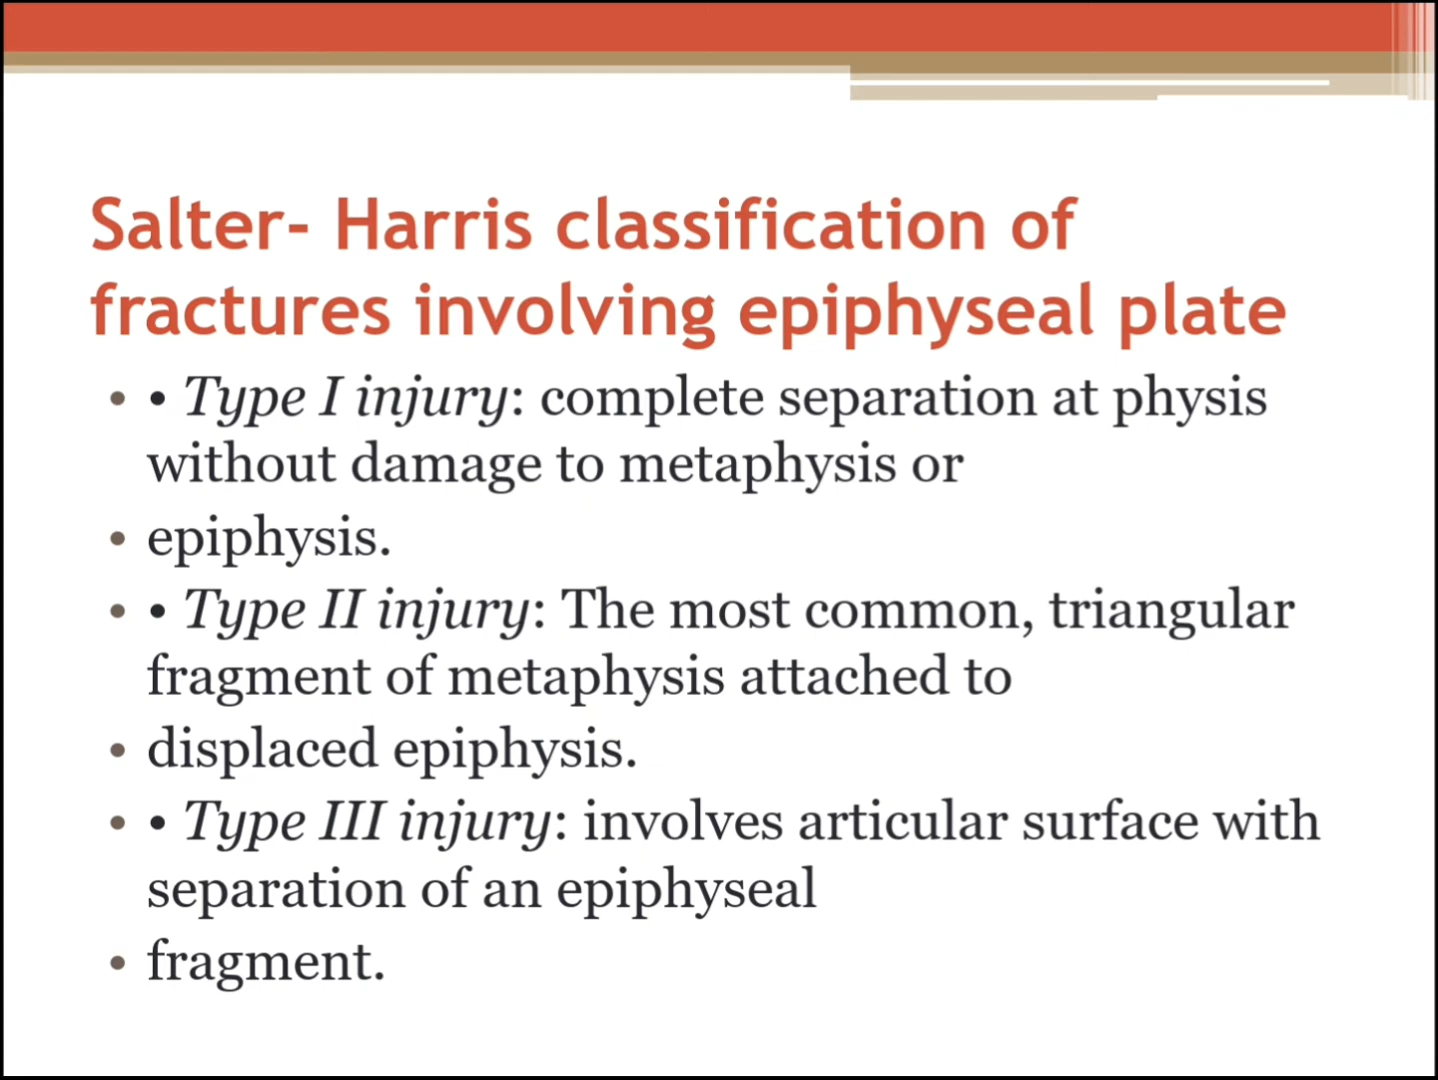 Salter- Harris classification of
fractures involving epiphyseal plate
• • Type I injury: complete separation at physis
without damage to metaphysis or
• epiphysis.
• • Type II injury: The most common, triangular
fragment of metaphysis attached to
• displaced epiphysis.
• • Type III injury: involves articular surface with
separation of an epiphyseal
• fragment.